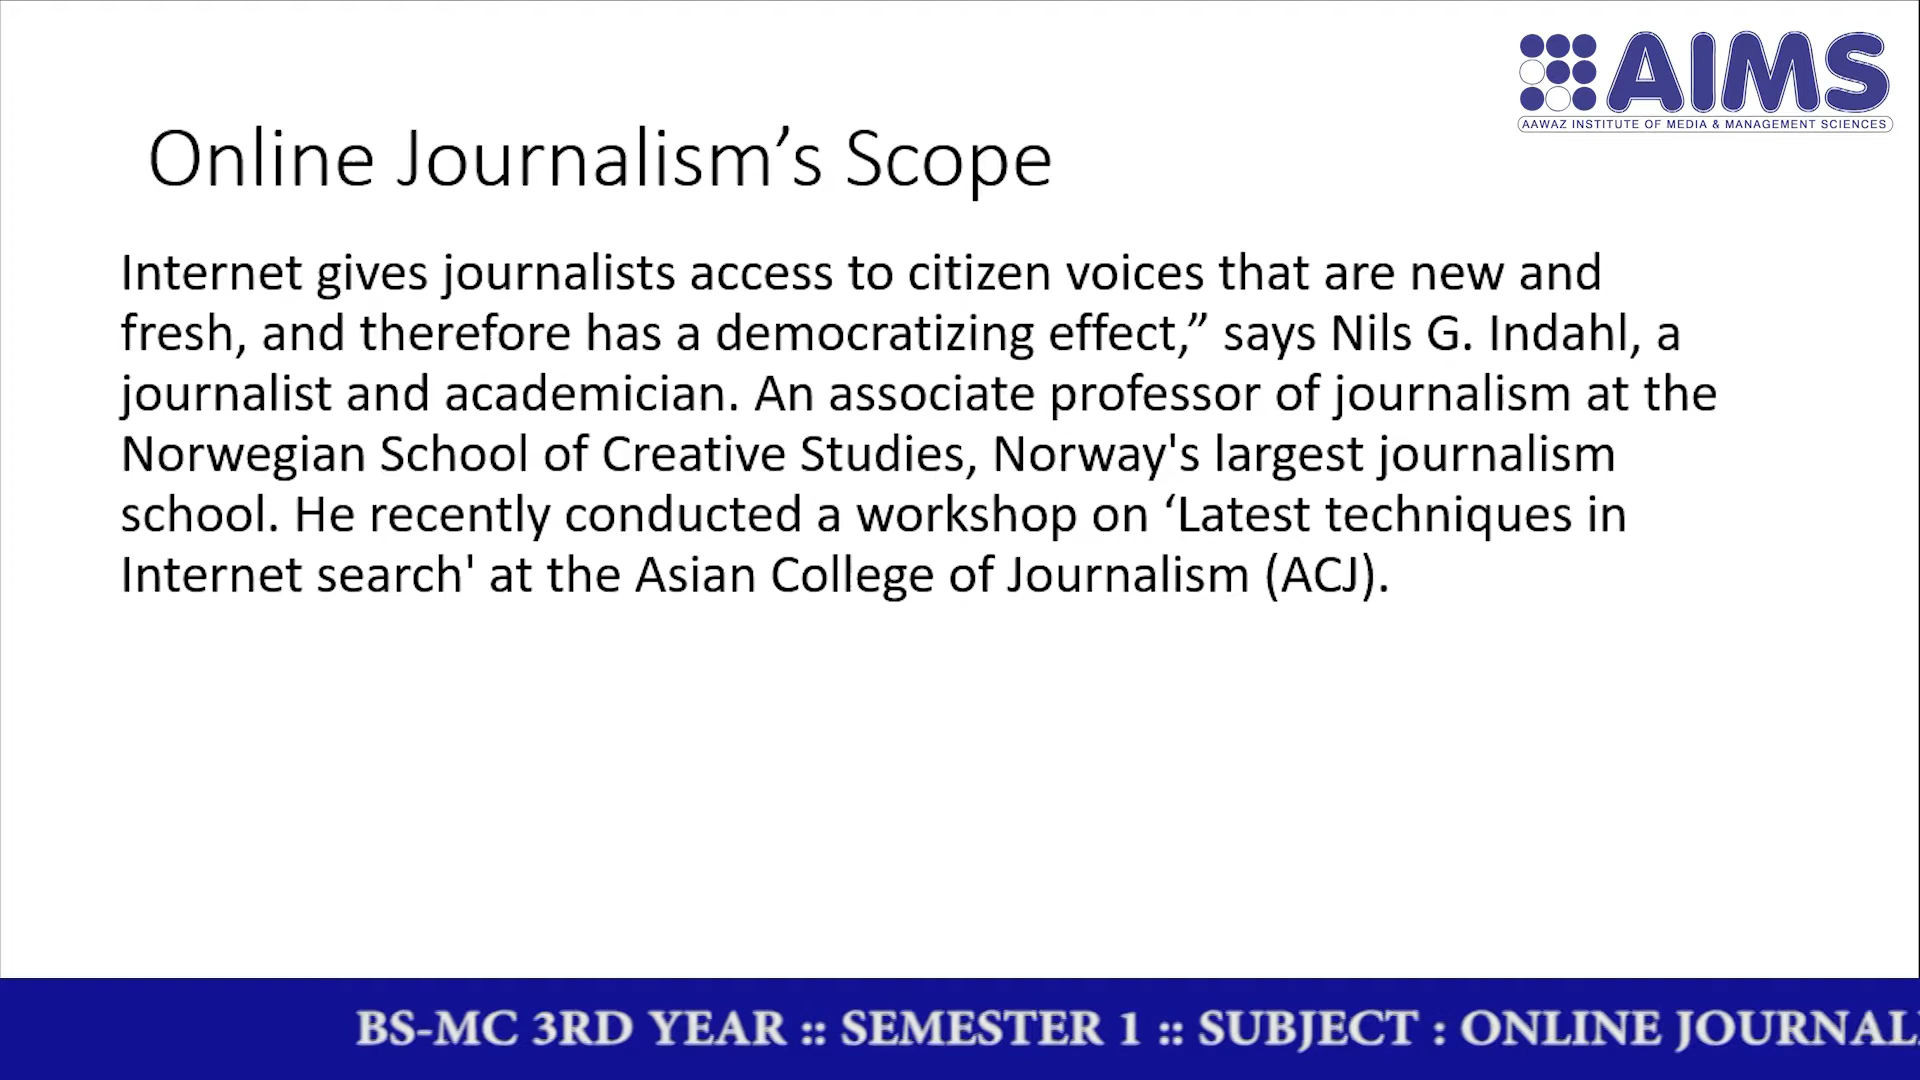 AIMS
AAWAZ INSTITUTE OF MEDIA & MANAGEMENT SCIENCES
Online Journalism’s Scope
Internet gives journalists access to citizen voices that are new and
fresh, and therefore has a democratizing effect,” says Nils G. Indahl, a
journalist and academician. An associate professor of journalism at the
Norwegian School of Creative Studies, Norway's largest journalism
school. He recently conducted a workshop on ‘Latest techniques in
Internet search' at the Asian College of Journalism (ACJ).
BS-MC 3RD YEAR :: SEMESTER 1 :: SUBJECT : ONLINE JOURNAL